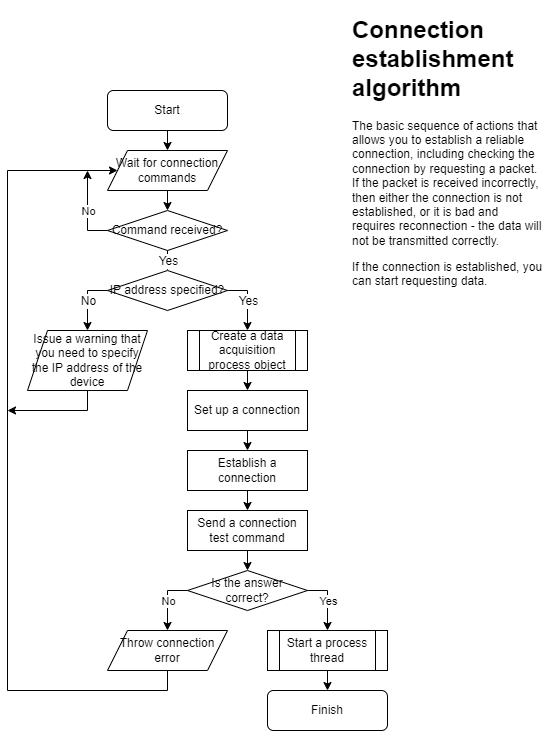 Connection
establishment
algorithm
The basic sequence of actions that
allows you to establish a reliable
connection, including checking the
connection by requesting a packet.
If the packet is received incorrectly,
then either the connection is not
established, or it is bad and
requires reconnection - the data will
not be transmitted correctly.
If the connection is established, you
can start requesting data.
Start
Wait for connection
commands
Command received?
No
Yes
IP address specified?
No
Yes
Issue a warning that
you need to specify
the IP address of the
device
Create a data
acquisition
process object
Set up a connection
Establish a
connection
Send a connection
test command
Is the answer
correct?
No
Yes
Throw connection
error
Start a process
thread
Finish